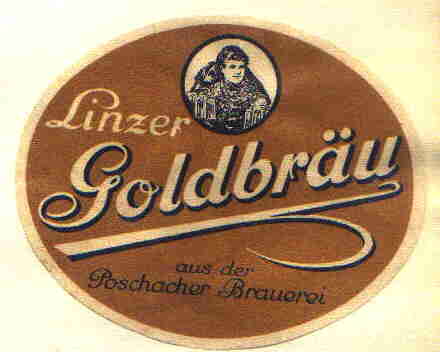 Linzer
Goldbräu
aus der
Poschacher Brauerei